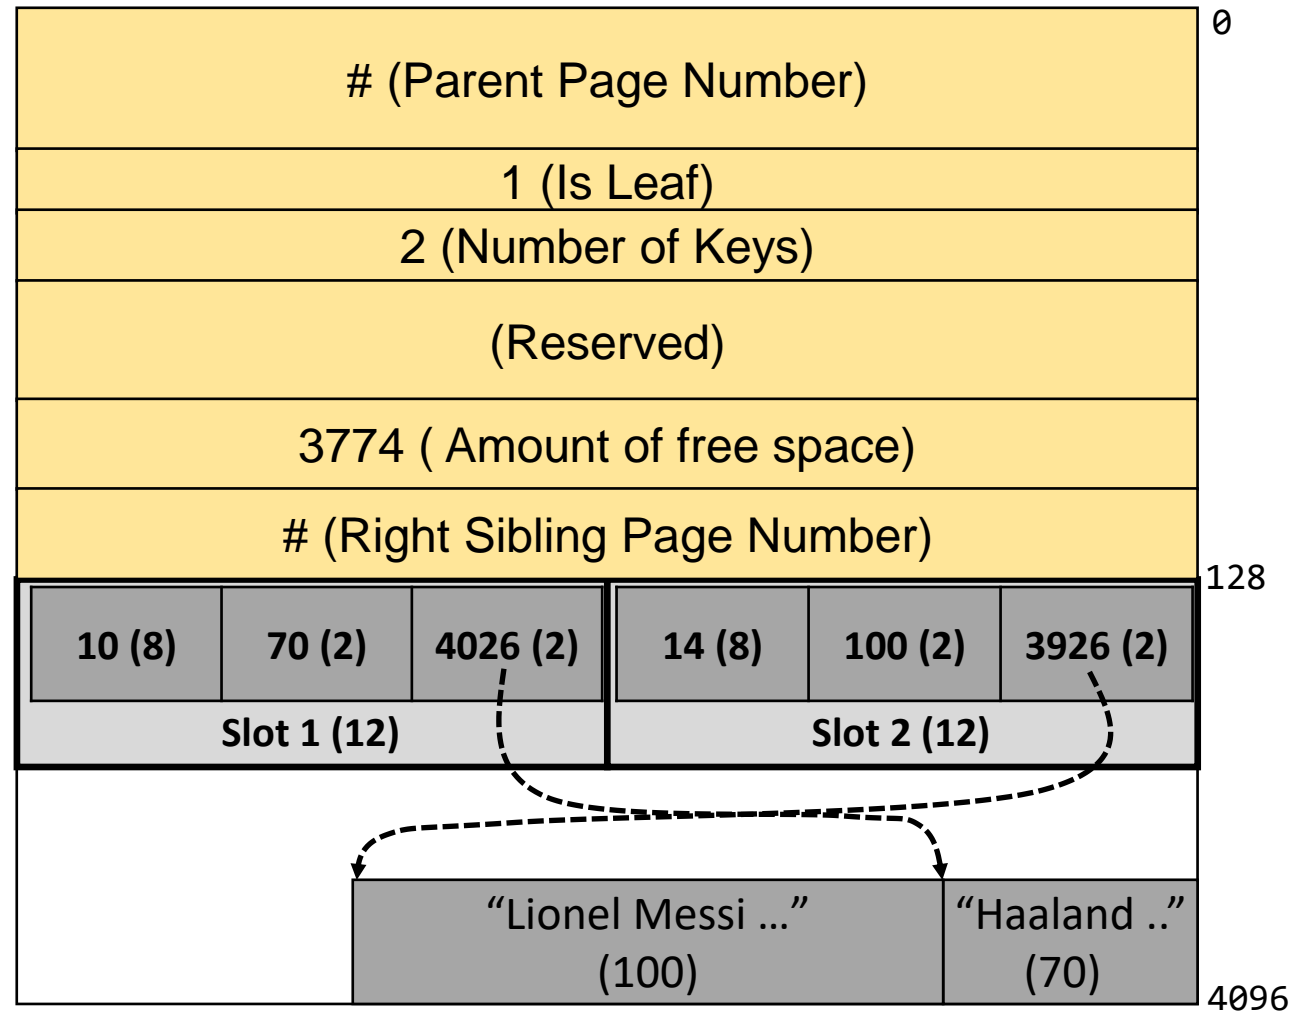 0
# (Parent Page Number)
1 (Is Leaf)
2 (Number of Keys)
(Reserved)
3774 ( Amount of free space)
# (Right Sibling Page Number)
128
10 (8) 70 (2) 4026 (2) 14 (8) 100 (2) 3926 (2)
Slot 1 (12) Slot 2 (12)
“Lionel Messi …” “Haaland ..”
(100) (70)
4096